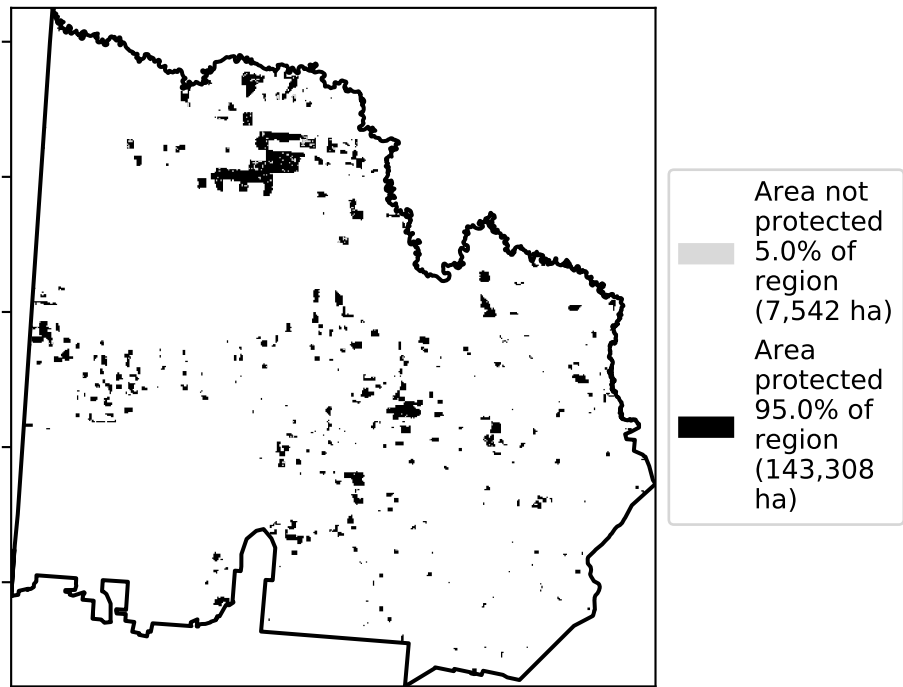 Area not
protected
5.0% of
region
(7,542 ha)
Area
protected
95.0% of
region
(143,308
ha)